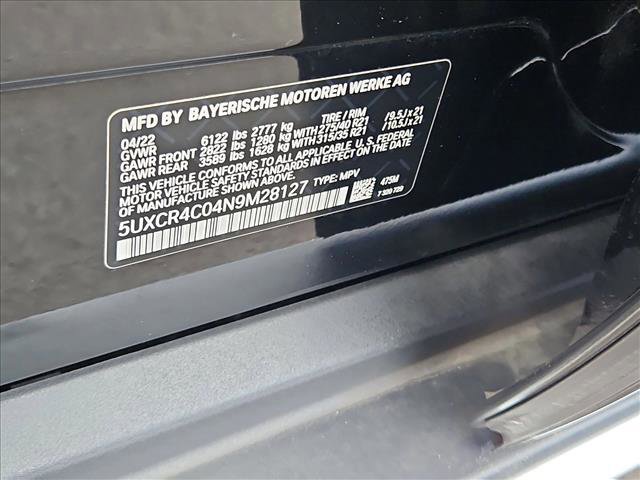 MFD BY BAYERISCHE MOTOREN WERKE AG
04/22 TIRE / RIM
GVWR 6122 lbs 2777 kg
GAWR FRONT 2822 lbs 1280 kg WITH 275/40 R21 /9.5J x 21
GAWR REAR 3589 lbs 1628 kg WITH 315/35 R21 /10.5J x 21
THIS VEHICLE CONFORMS TO ALL APPLICABLE U.S. FEDERAL
MOTOR VEHICLE SAFETY STANDARDS IN EFFECT ON THE DATE
OF MANUFACTURE SHOWN ABOVE.
5UXCR4C04N9M28127 TYPE: MPV
475M
7 320 729